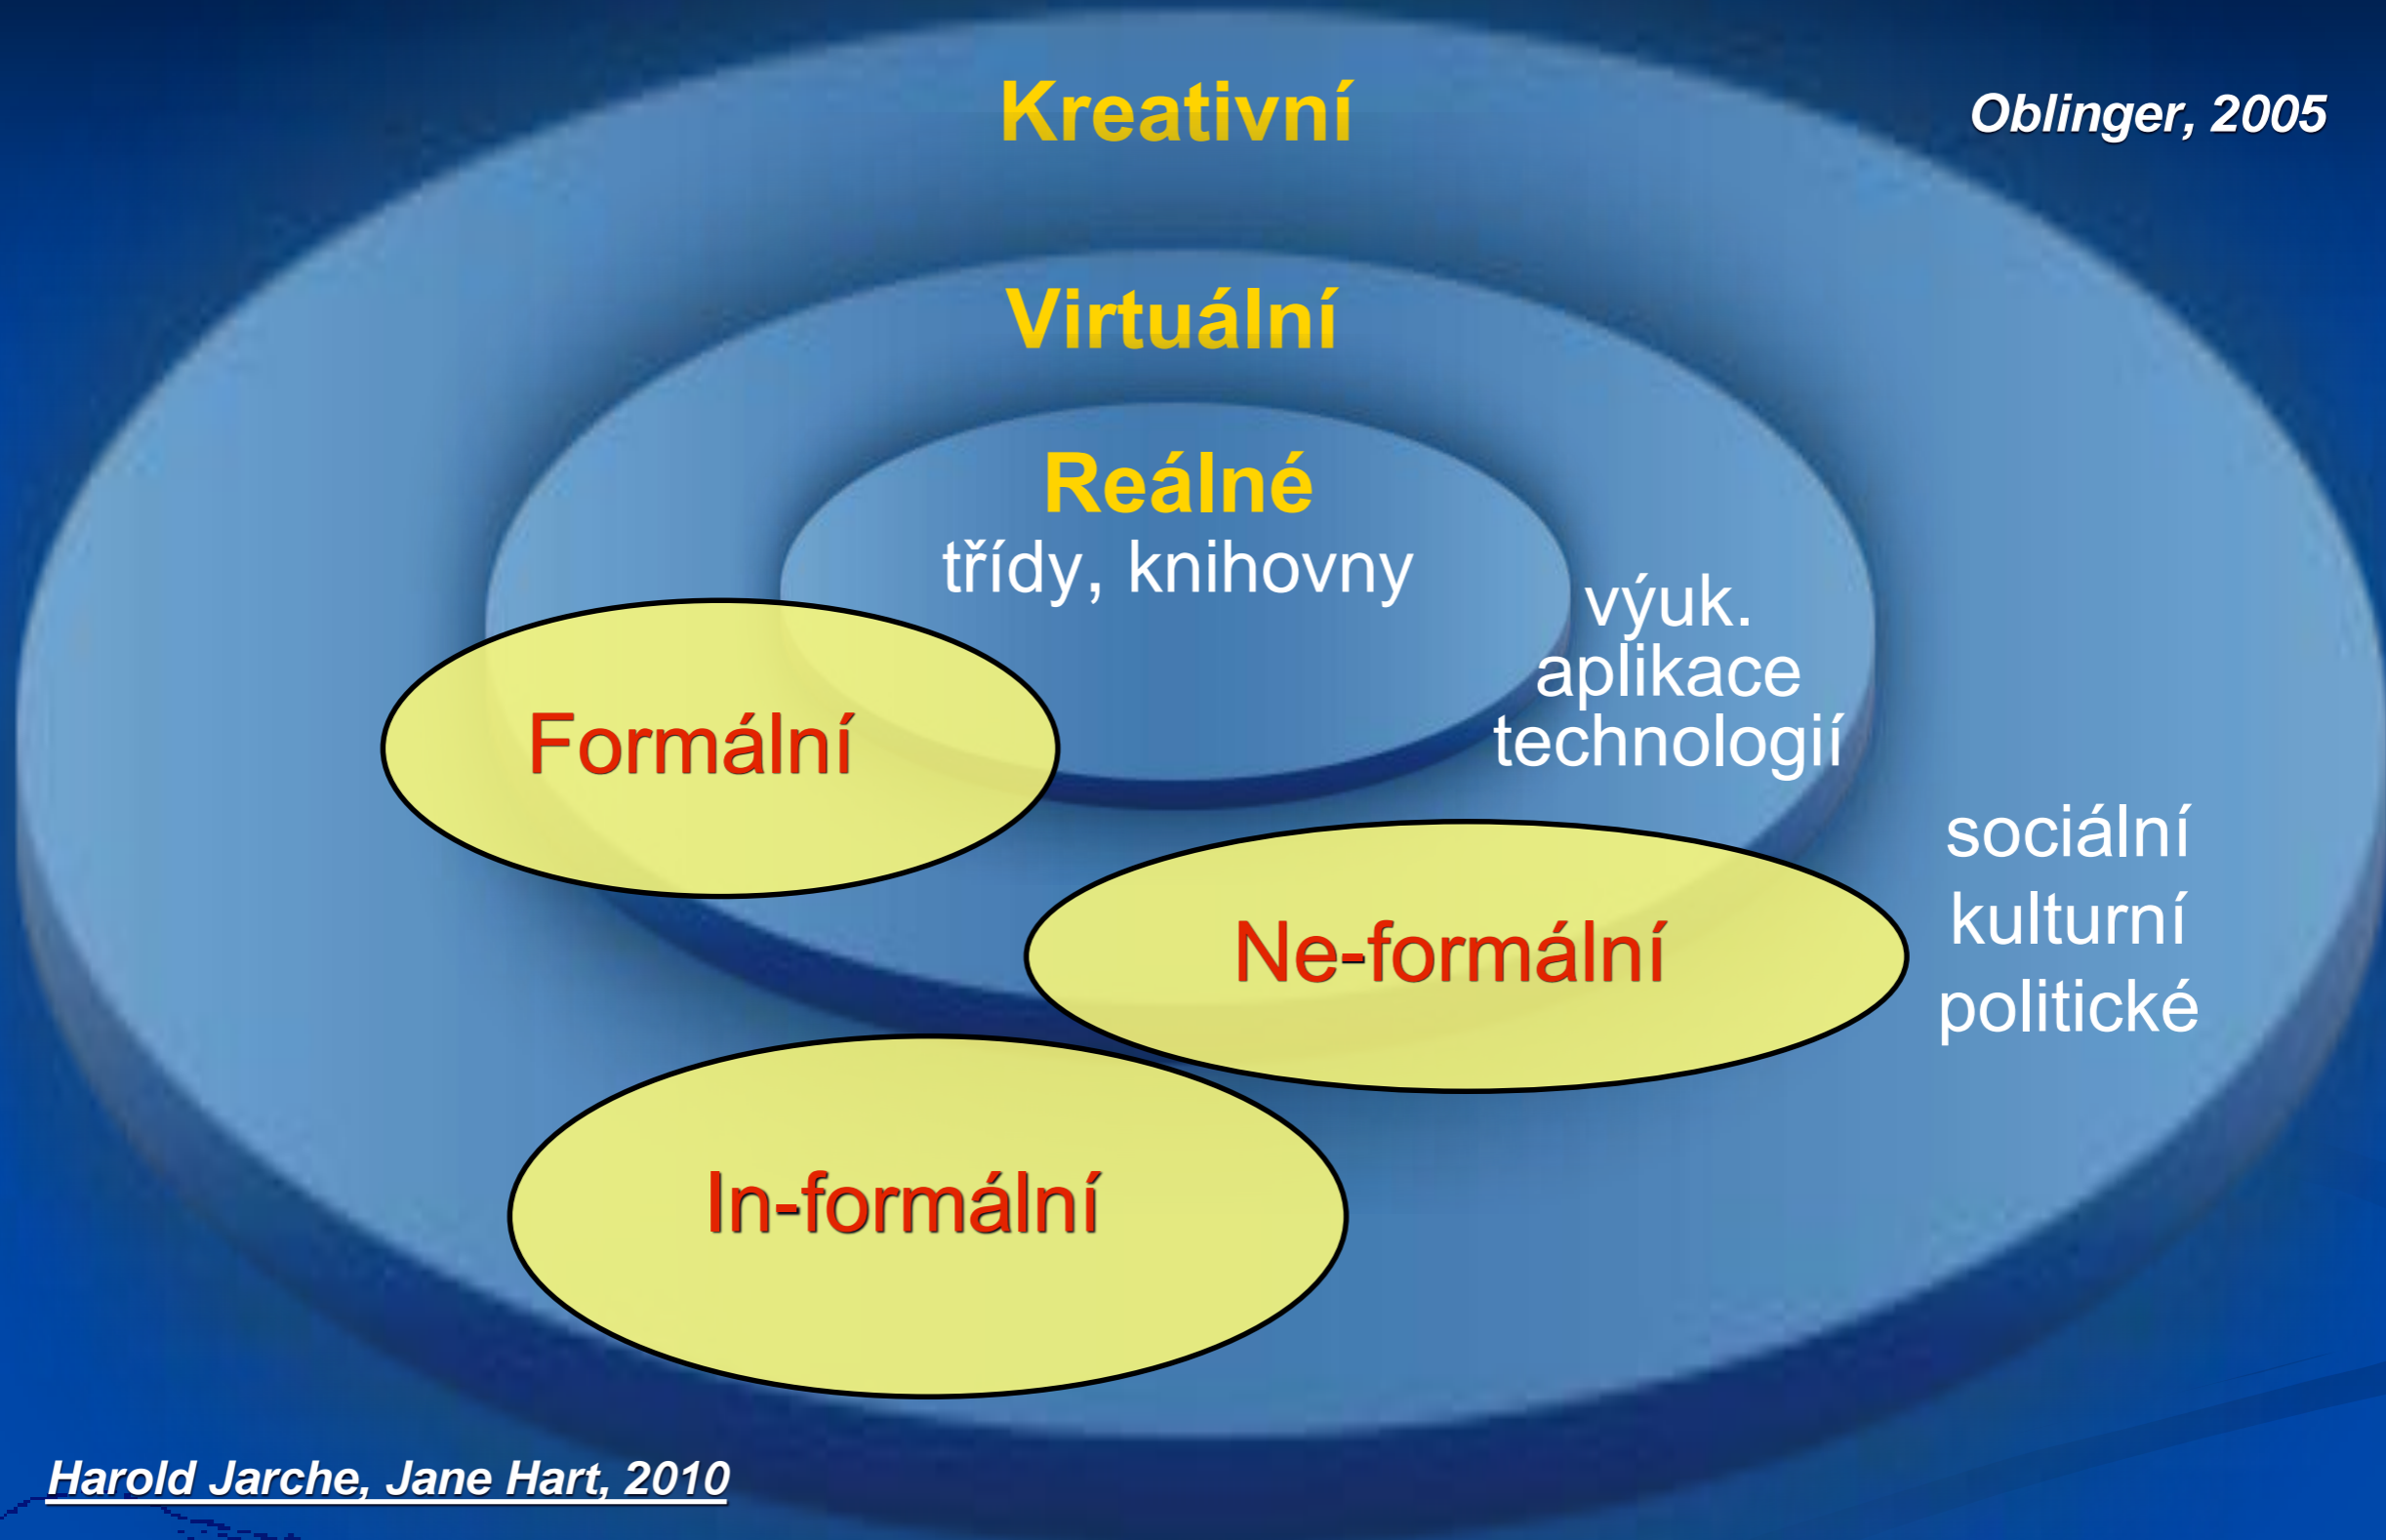 Kreativní
Oblinger, 2005
Virtuální
Reálné
třídy, knihovny
výuk.
aplikace
technologií
Formální
sociální
kulturní
politické
Ne-formální
In-formální
Harold Jarche, Jane Hart, 2010